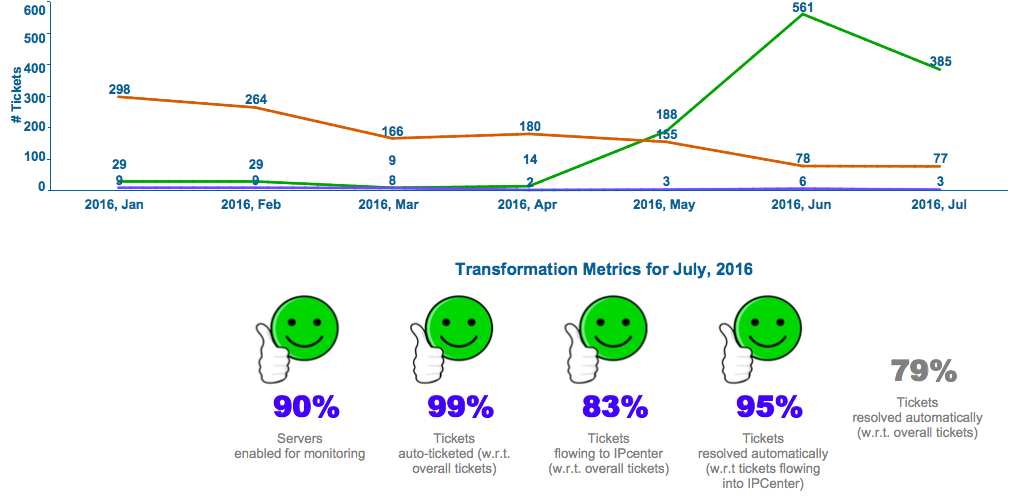 600
500
400
300
200
100
0
# Tickets
298
264
166
180
188
155
561
385
78
77
29
29
9
14
9
9
8
2
3
6
3
2016, Jan
2016, Feb
2016, Mar
2016, Apr
2016, May
2016, Jun
2016, Jul
Transformation Metrics for July, 2016
90%
Servers
enabled for monitoring
99%
Tickets
auto-ticketed (w.r.t.
overall tickets)
83%
Tickets
flowing to IPcenter
(w.r.t. overall tickets)
95%
Tickets
resolved automatically
(w.r.t tickets flowing
into IPCenter)
79%
Tickets
resolved automatically
(w.r.t. overall tickets)